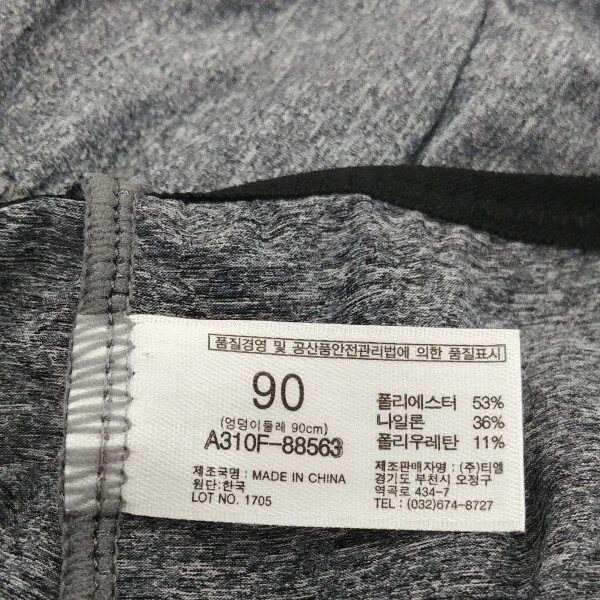 품질경영 및 공산품안전관리법에 의한 품질표시
90
(엉덩이둘레 90cm)
A310F-88563
제조국명 : MADE IN CHINA
원단: 한국
LOT NO. 1705
폴리에스터 53%
나일론 36%
폴리우레탄 11%
제조판매자명 : (주)티엘
경기도 부천시 오정구
역곡로 434-7
TEL : (032)674-8727